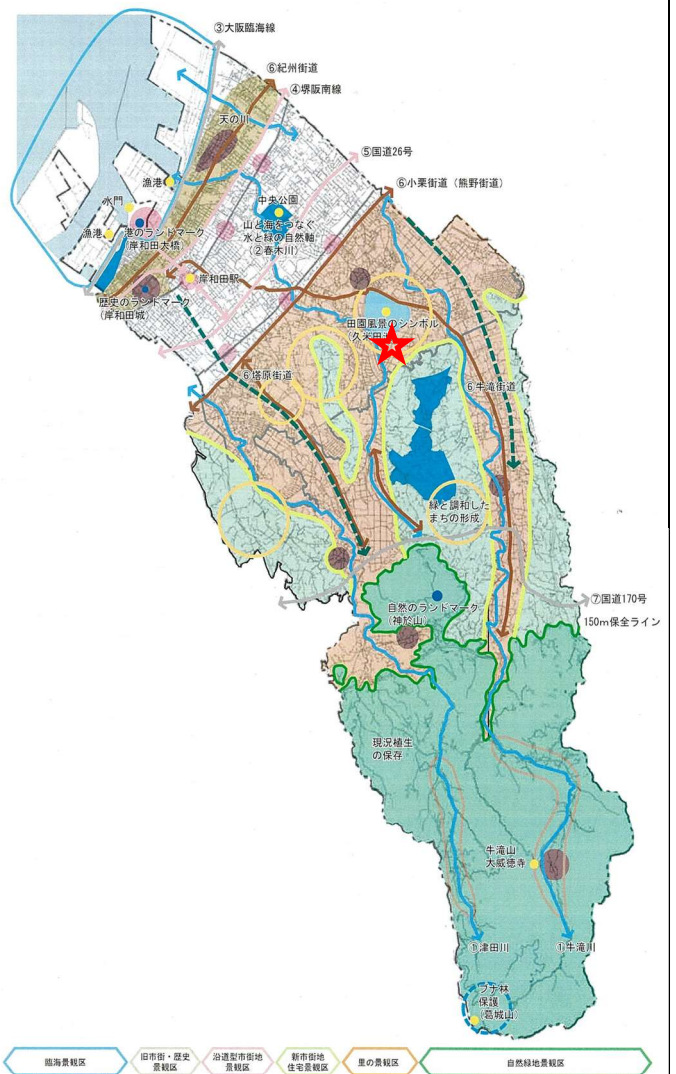 ③大阪臨海線
⑥紀州街道
④堺阪南線
天の川
⑤国道26号
漁港
⑥小栗街道（熊野街道）
水門
中央公園
山と海をつなぐ
水と緑の自然軸
（②春木川）
漁港
港のランドマーク
（岸和田大橋）
岸和田駅
歴史のランドマーク
（岸和田城）
田園風景のシンボル
（久米田
⑥塔原街道
⑥牛滝街道
緑と調和した
まちの形成
⑦国道170号
自然のランドマーク
（神於山）
150m保全ライン
現況植生
の保存
牛滝山
大威徳寺
①津田川
①牛滝川
ブナ林
保護
（葛城山）
臨海景観区
旧市街・歴史
景観区
沿道型市街地
景観区
新市街地
住宅景観区
里の景観区
自然緑地景観区